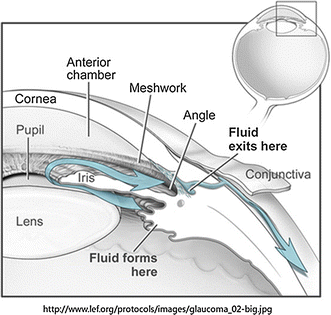 Anterior
chamber
Meshwork
Cornea
Angle
Pupil
Fluid
exits here
Iris
Conjunctiva
Lens
Fluid forms
here
http://www.lef.org/protocols/images/glaucoma_02-big.jpg